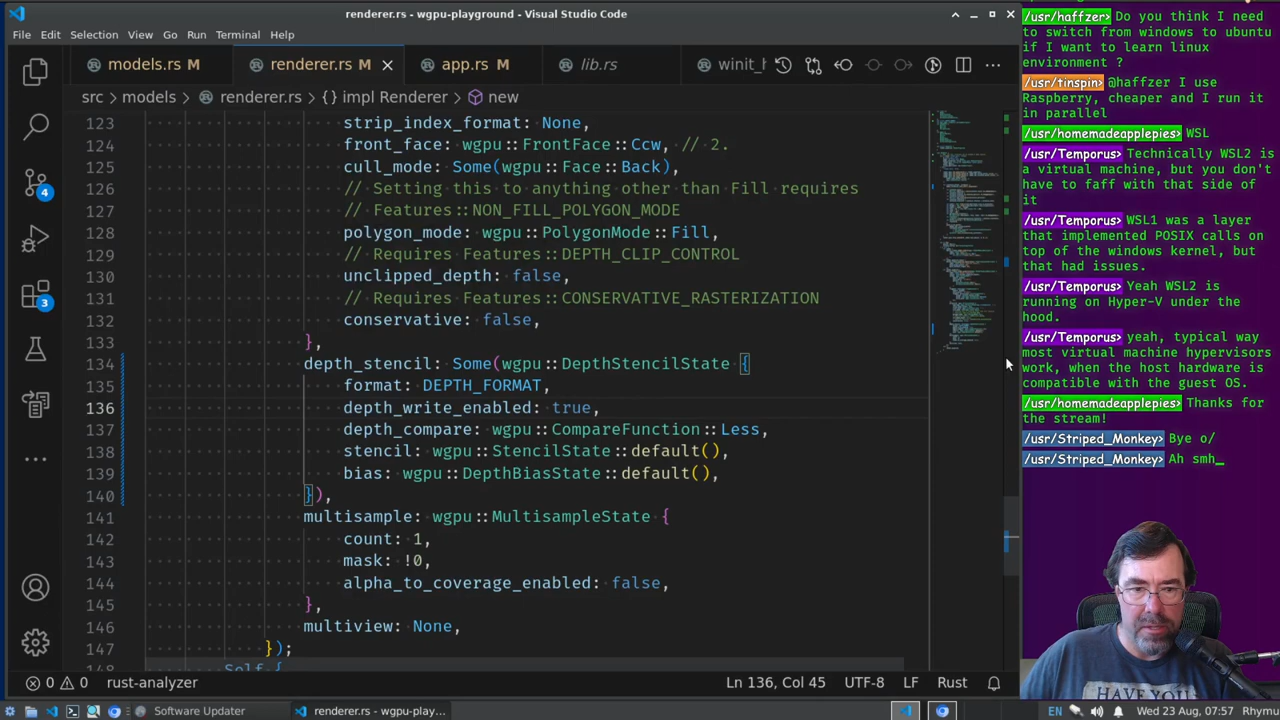 renderer.rs - wgpu-playground - Visual Studio Code
File Edit Selection View Go Run Terminal Help
models.rs M renderer.rs M app.rs M lib.rs winit_h
src > models > renderer.rs > {} imp_renderer > new
123 strip_index_format: None,
124 front_face: wgpu::FrontFace::Ccw, // 2.
125 cull_mode: Some(wgpu::Face::Back),
126 // Setting this to anything other than Fill requires
127 // Features::NON_FILL_POLYGON_MODE
128 polygon_mode: wgpu::PolygonMode::Fill,
129 // Requires Features::DEPTH_CLIP_CONTROL
130 unclipped_depth: false,
131 // Requires Features::CONSERVATIVE_RASTERIZATION
132 conservative: false,
133 },
134 depth_stencil: Some(wgpu::DepthStencilState {
135 format: DEPTH_FORMAT,
136 depth_write_enabled: true,
137 depth_compare: wgpu::CompareFunction::Less,
138 stencil: wgpu::StencilState::default(),
139 bias: wgpu::DepthBiasState::default(),
140 }),
141 multisample: wgpu::MultisampleState {
142 count: 1,
143 mask: !0,
144 alpha_to_coverage_enabled: false,
145 },
146 multiview: None,
147 });
148 Self {
4
3
0 0 rust-analyzer Ln 136, Col 45 UTF-8 LF Rust
Software Updater renderer.rs - wgpu-play... EN Wed 23 Aug, 07:57 Rhymu
/usr/haffzer> Do you think I need
to switch from windows to ubuntu
if I want to learn linux
environment ?
/usr/tinspin> @haffzer I use
Raspberry, cheaper and I run it
in parallel
/usr/homemadeapplepies> WSL
/usr/Temporus> Technically WSL2 is
a virtual machine, but you don't
have to faff with that side of
it
/usr/Temporus> WSL1 was a layer
that implemented POSIX calls on
top of the windows kernel, but
that had issues.
/usr/Temporus> Yeah WSL2 is
running on Hyper-V under the
hood.
/usr/Temporus> yeah, typical way
most virtual machine hypervisors
work, when the host hardware is
compatible with the guest OS.
/usr/homemadeapplepies> Thanks for
the stream!
/usr/Striped_Monkey> Bye o/
/usr/Striped_Monkey> Ah smh_
HAVE YOU